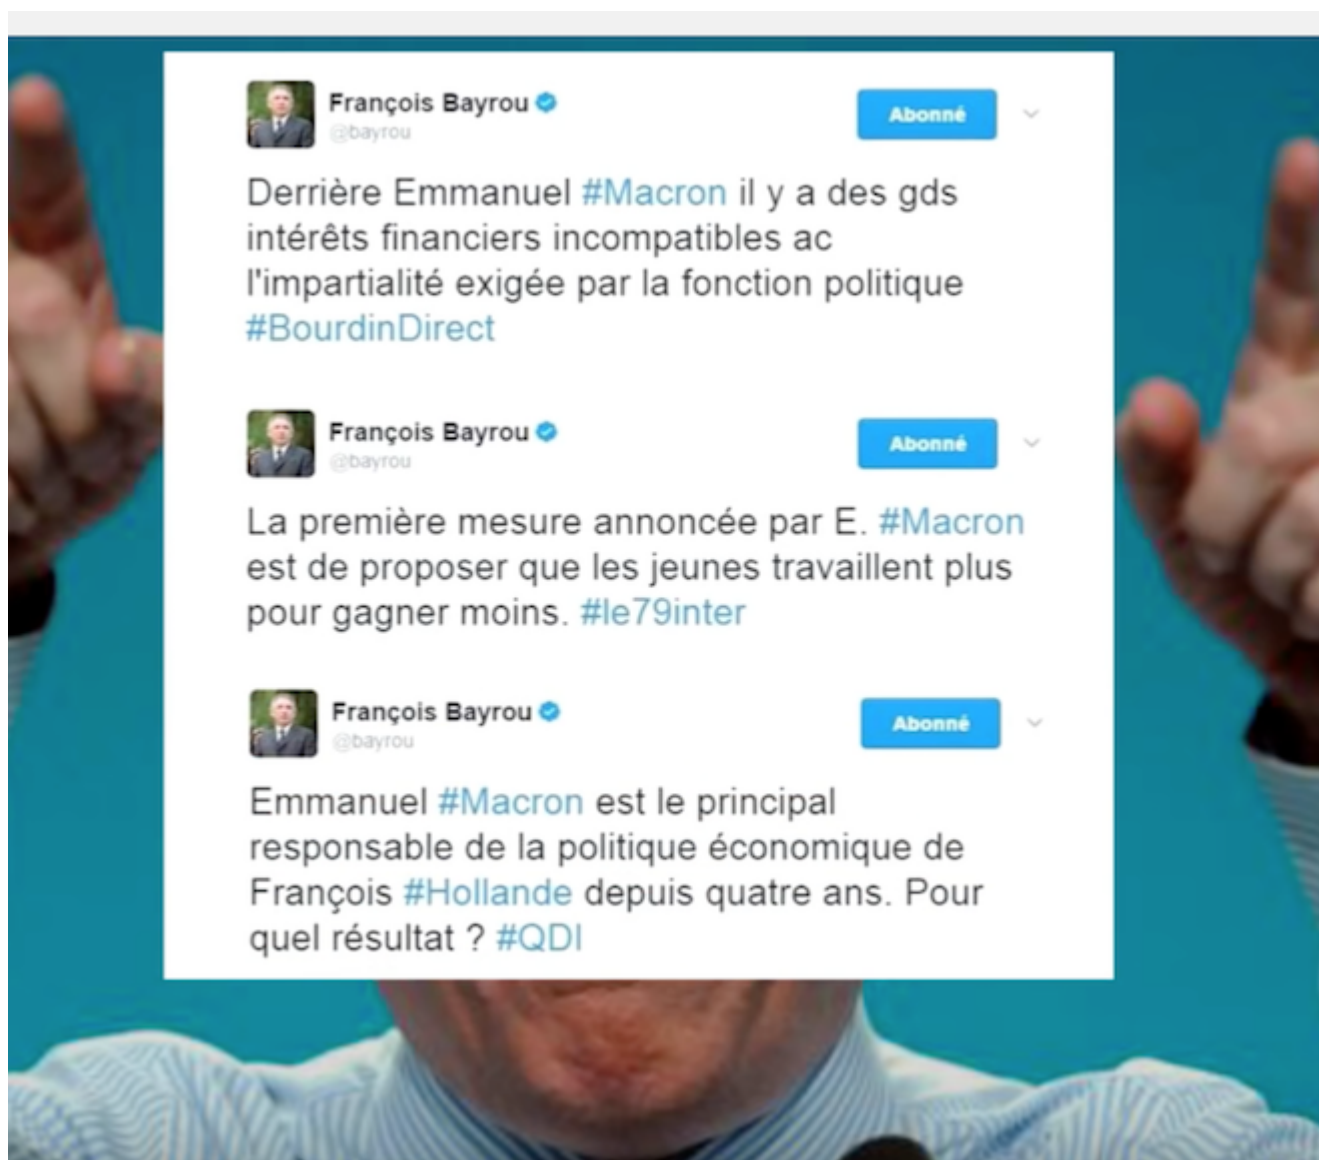 François Bayrou
@bayrou
Abonné
Derrière Emmanuel #Macron il y a des gds
intérêts financiers incompatibles ac
l'impartialité exigée par la fonction politique
#BourdinDirect
François Bayrou
@bayrou
Abonné
La première mesure annoncée par E. #Macron
est de proposer que les jeunes travaillent plus
pour gagner moins. #le79inter
François Bayrou
@bayrou
Abonné
Emmanuel #Macron est le principal
responsable de la politique économique de
François #Hollande depuis quatre ans. Pour
quel résultat ? #QDI